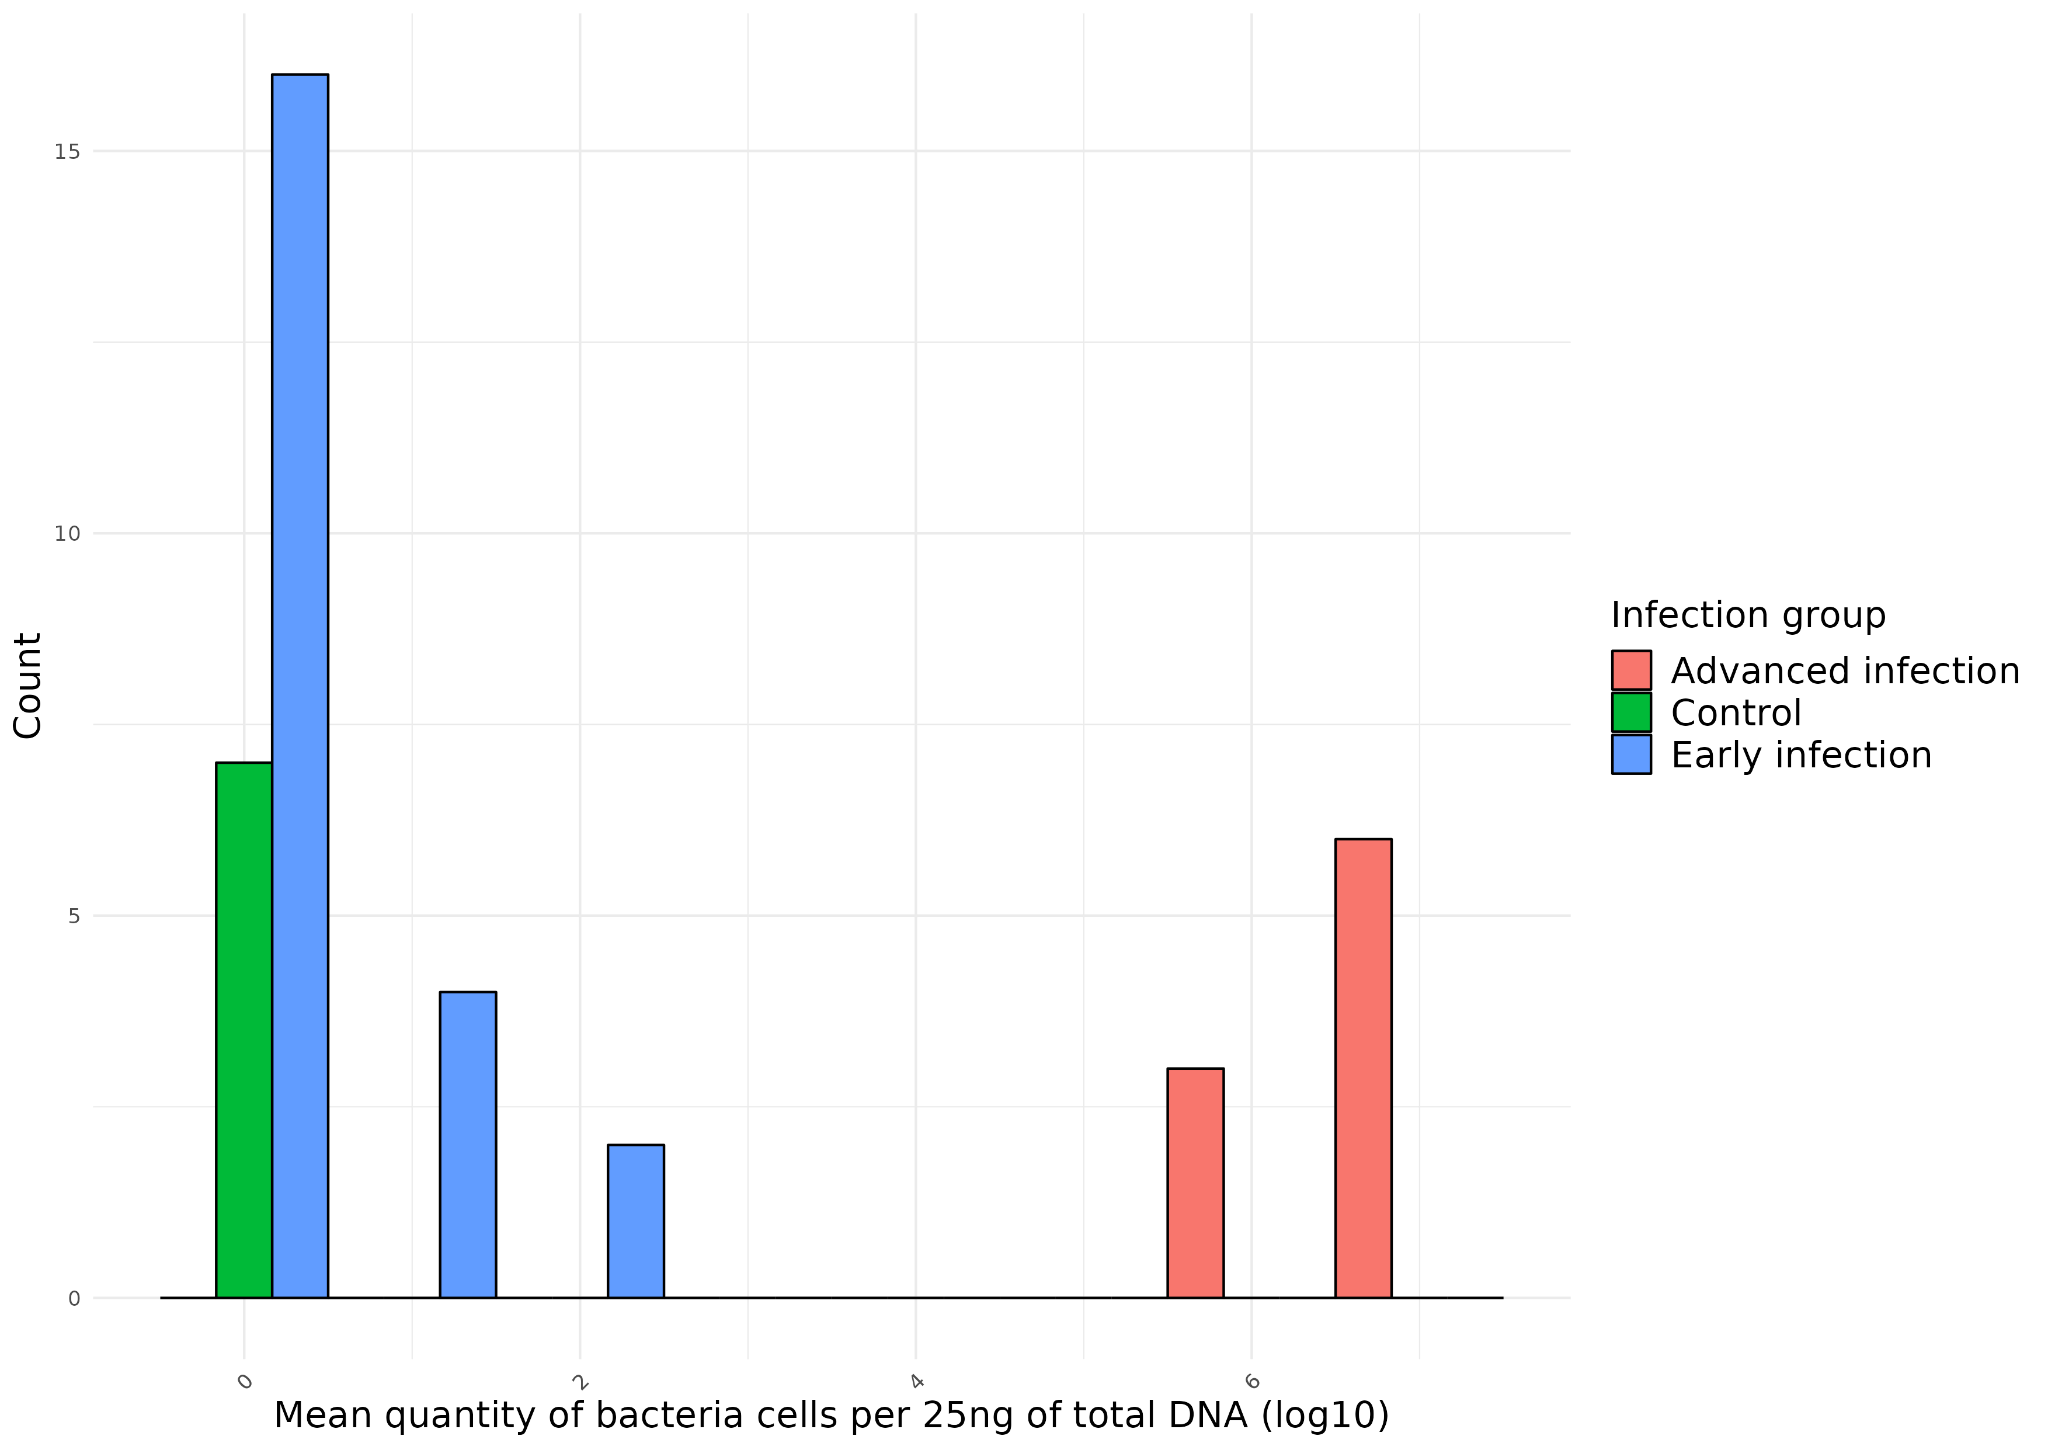 15
10
5
0
Count
0
2
4
6
Mean quantity of bacteria cells per 25ng of total DNA (log10)
Infection group
Advanced infection
Control
Early infection